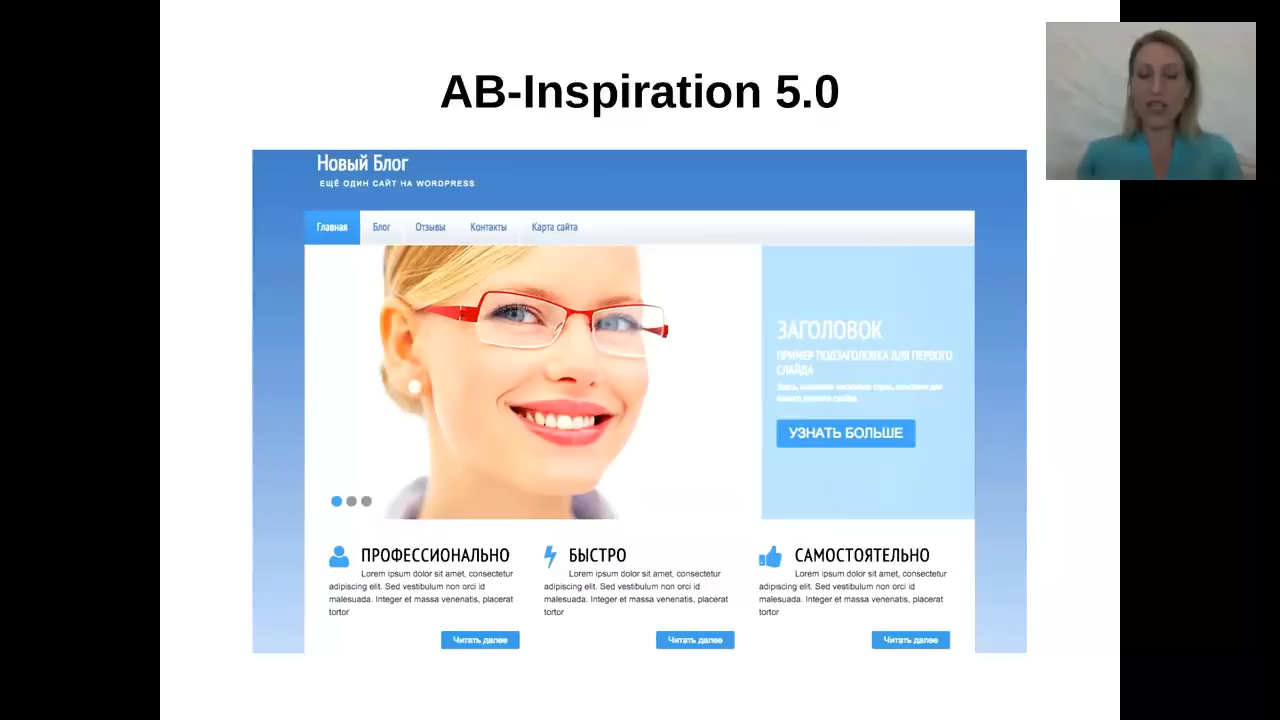 AB-Inspiration 5.0
Новый Блог
ЕЩЁ ОДИН САЙТ НА WORDPRESS
Главная Блог Отзывы Контакты Карта сайта
ЗАГОЛОВОК
ПРИМЕР ПОДЗАГОЛОВКА ДЛЯ ПЕРВОГО
СЛАЙДА
УЗНАТЬ БОЛЬШЕ
ПРОФЕССИОНАЛЬНО
Lorem ipsum dolor sit amet, consectetur
adipiscing elit. Sed vestibulum non orci id
malesuada. Integer et massa venenatis, placerat
tortor
Читать далее
БЫСТРО
Lorem ipsum dolor sit amet, consectetur
adipiscing elit. Sed vestibulum non orci id
malesuada. Integer et massa venenatis, placerat
tortor
Читать далее
САМОСТОЯТЕЛЬНО
Lorem ipsum dolor sit amet, consectetur
adipiscing elit. Sed vestibulum non orci id
malesuada. Integer et massa venenatis, placerat
tortor
Читать далее